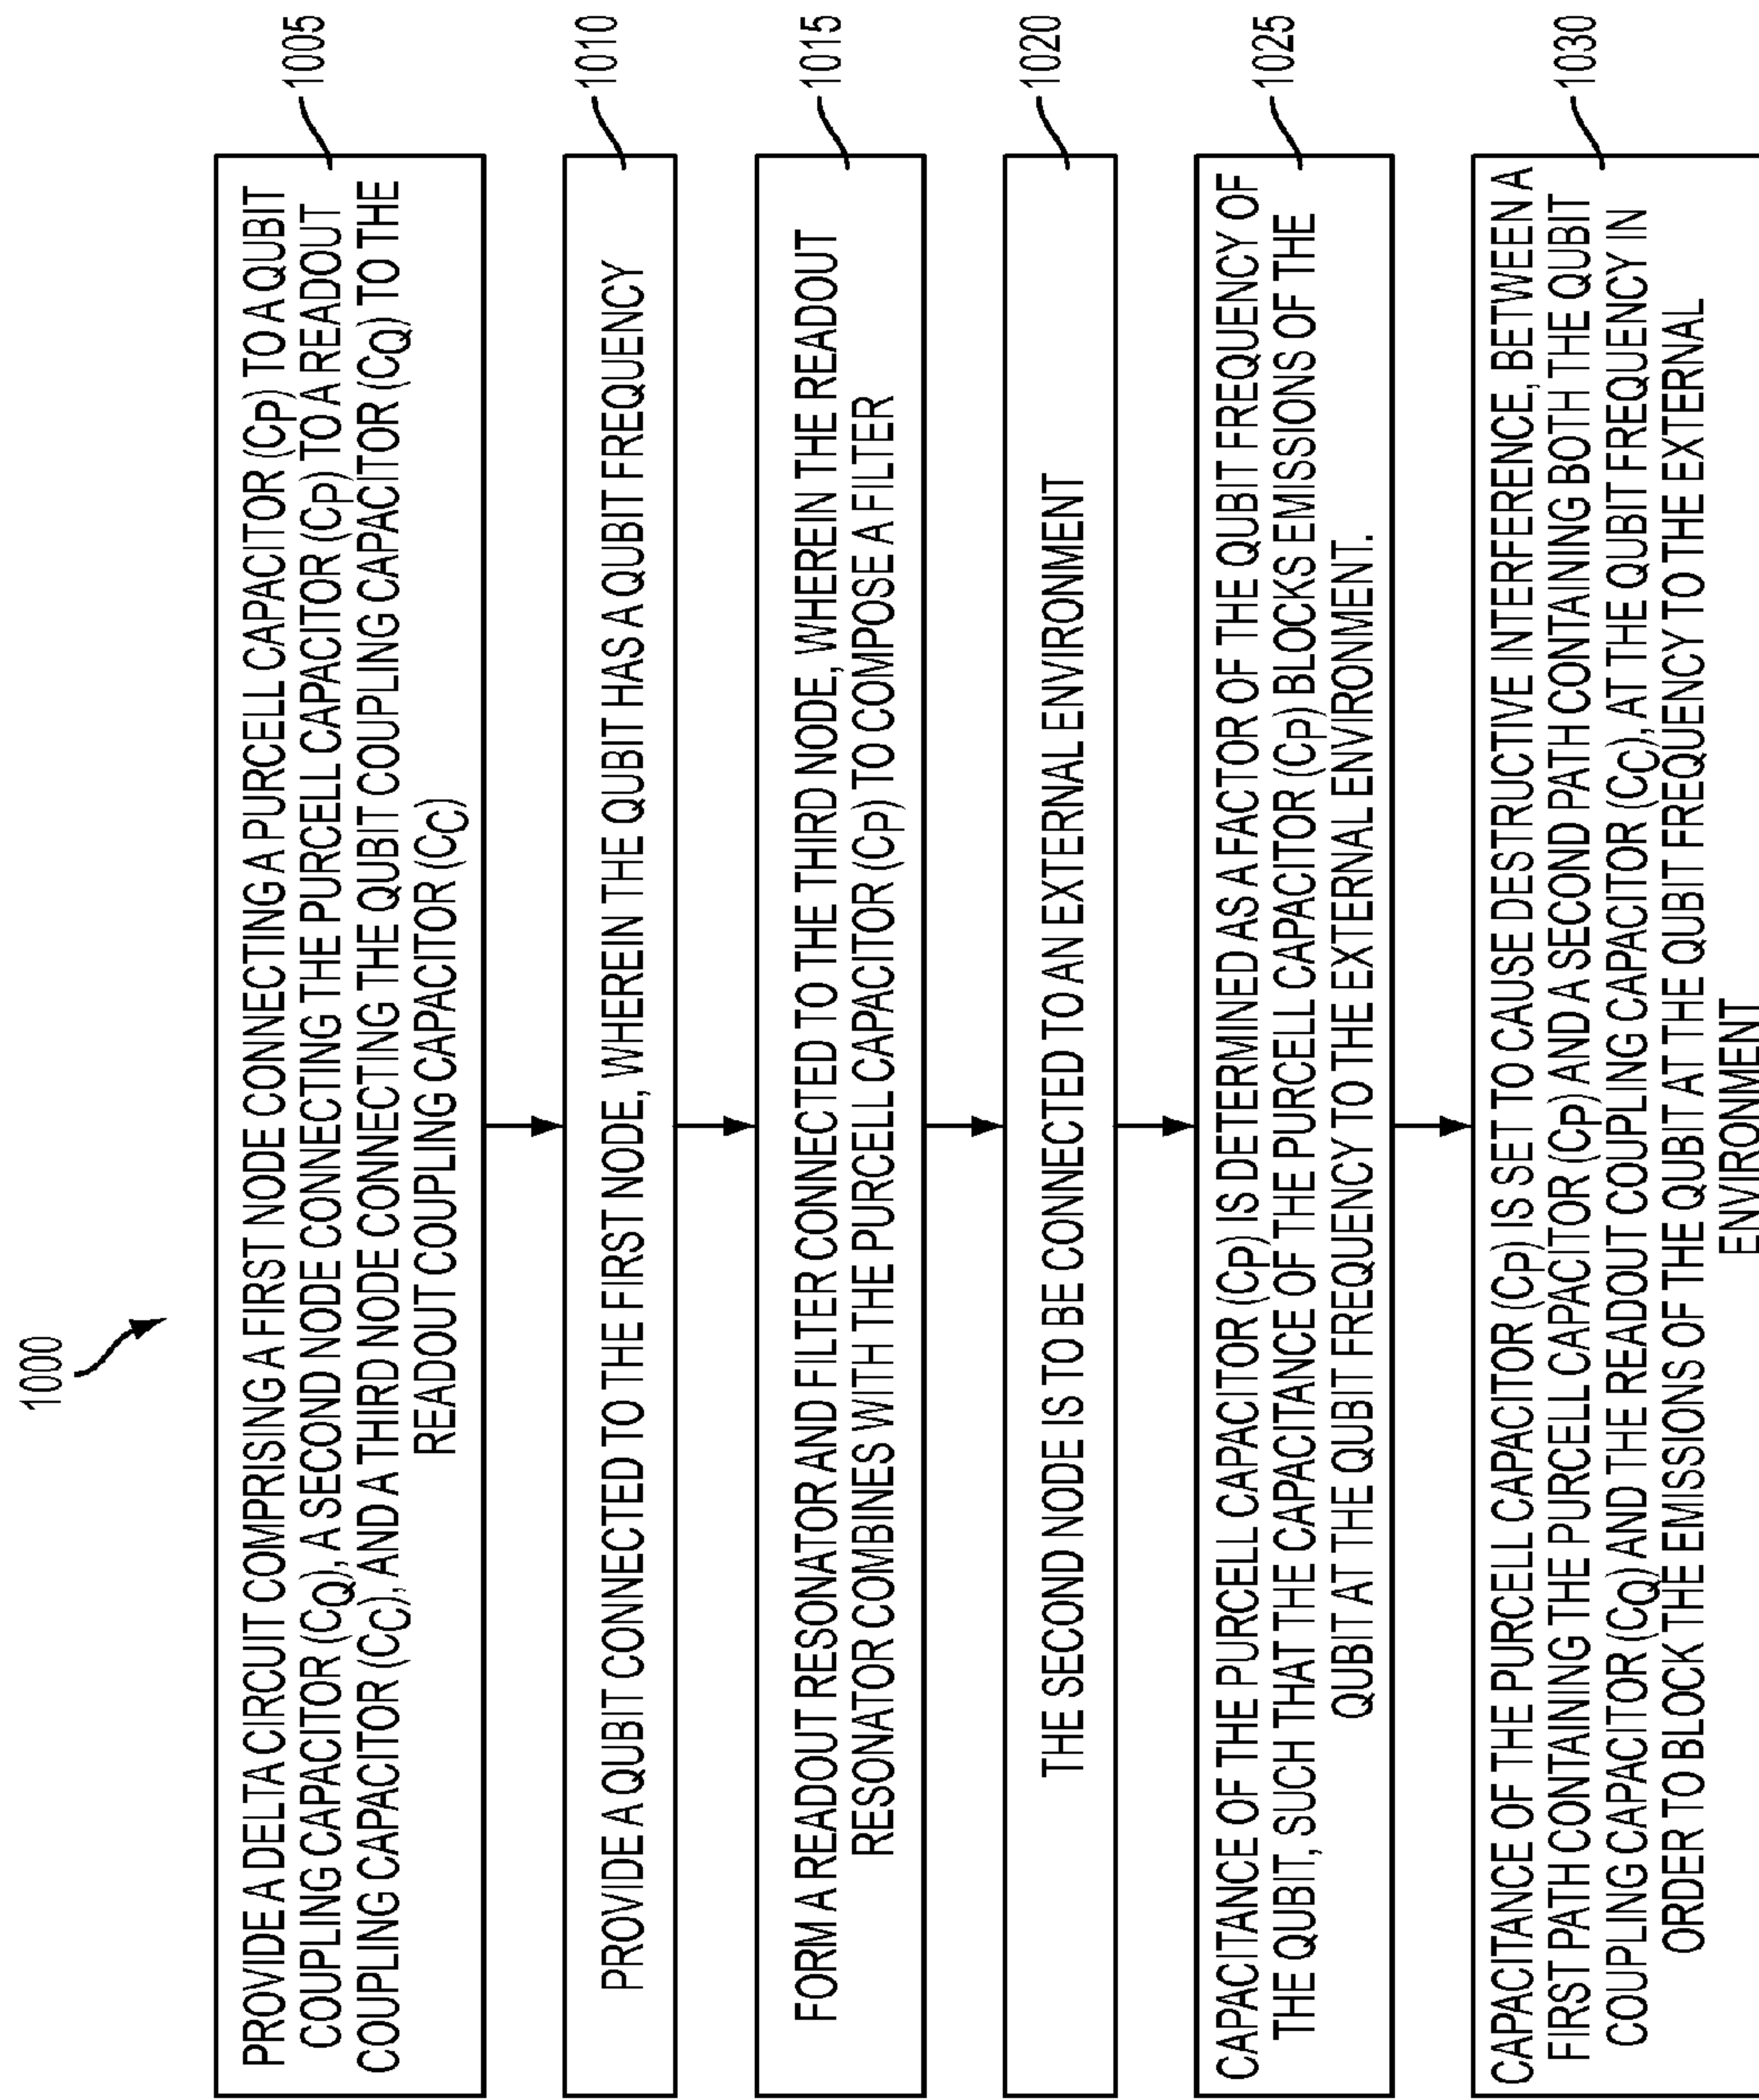 1000
PROVIDE A DELTA CIRCUIT COMPRISING A FIRST NODE CONNECTING A PURCELL CAPACITOR (CP) TO A QUBIT
COUPLING CAPACITOR (CQ), A SECOND NODE CONNECTING THE PURCELL CAPACITOR (CP) TO A READOUT
COUPLING CAPACITOR (CC), AND A THIRD NODE CONNECTING THE QUBIT COUPLING CAPACITOR (CQ) TO THE
READOUT COUPLING CAPACITOR (CC)
1005
PROVIDE A QUBIT CONNECTED TO THE FIRST NODE, WHEREIN THE QUBIT HAS A QUBIT FREQUENCY
1010
FORM A READOUT RESONATOR AND FILTER CONNECTED TO THE THIRD NODE, WHEREIN THE READOUT
RESONATOR COMBINES WITH THE PURCELL CAPACITOR (CP) TO COMPOSE A FILTER
1015
THE SECOND NODE IS TO BE CONNECTED TO AN EXTERNAL ENVIRONMENT
1020
CAPACITANCE OF THE PURCELL CAPACITOR (CP) IS DETERMINED AS A FACTOR OF THE QUBIT FREQUENCY OF
THE QUBIT, SUCH THAT THE CAPACITANCE OF THE PURCELL CAPACITOR (CP) BLOCKS EMISSIONS OF THE
QUBIT AT THE QUBIT FREQUENCY TO THE EXTERNAL ENVIRONMENT.
1025
CAPACITANCE OF THE PURCELL CAPACITOR (CP) IS SET TO CAUSE DESTRUCTIVE INTERFERENCE, BETWEEN A
FIRST PATH CONTAINING THE PURCELL CAPACITOR (CP) AND A SECOND PATH CONTAINING BOTH THE QUBIT
COUPLING CAPACITOR (CQ) AND THE READOUT COUPLING CAPACITOR (CC), AT THE QUBIT FREQUENCY IN
ORDER TO BLOCK THE EMISSIONS OF THE QUBIT AT THE QUBIT FREQUENCY TO THE EXTERNAL
ENVIRONMENT
1030